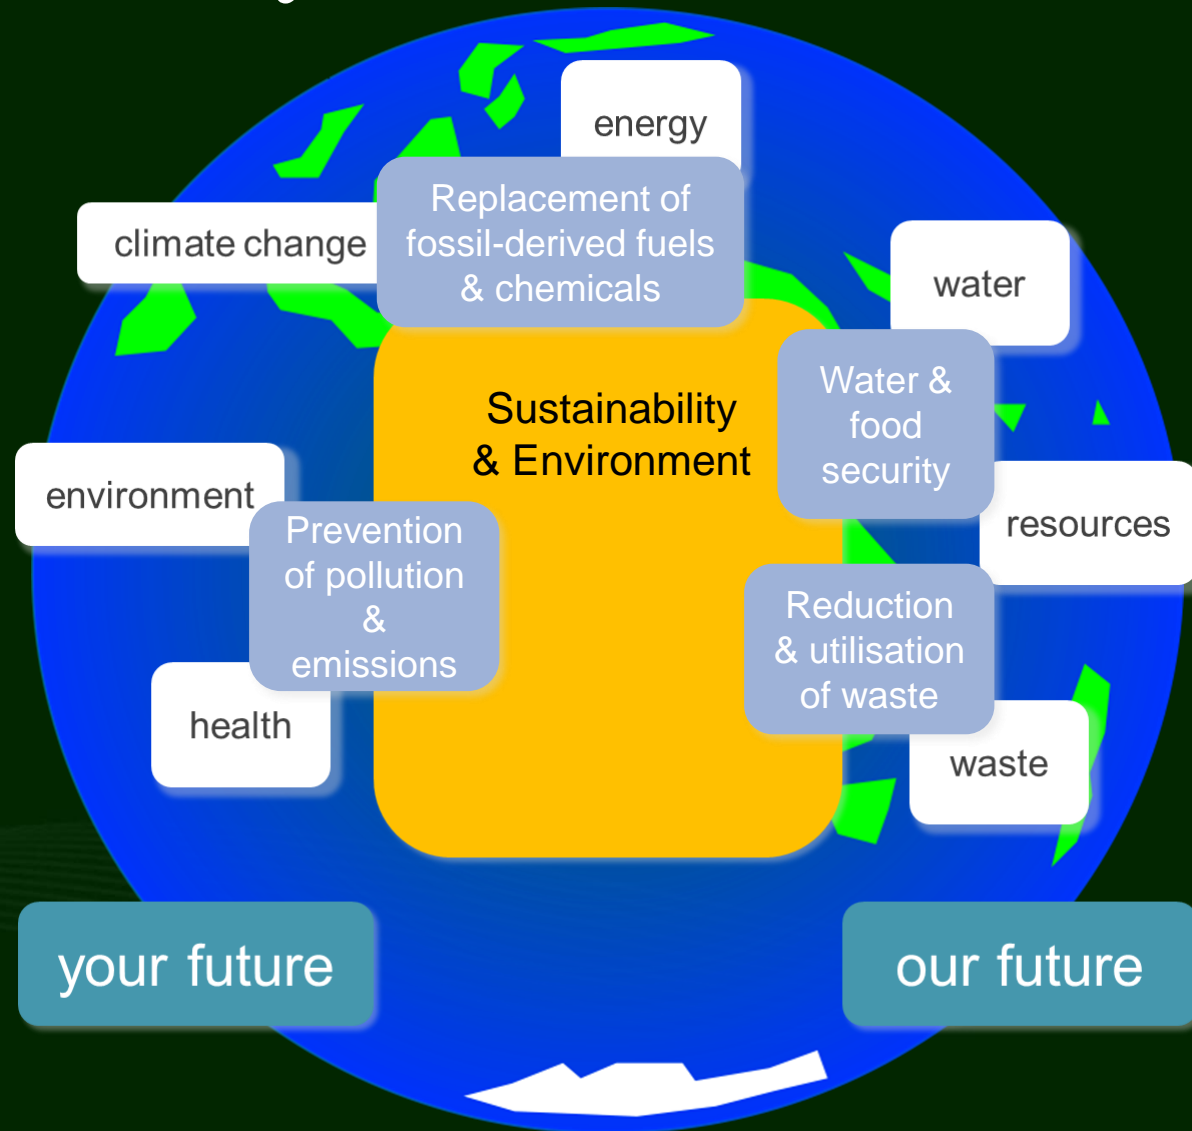 energy
Replacement of
fossil-derived fuels
& chemicals
climate change
water
Water &
food
security
Sustainability
& Environment
environment
resources
Prevention
of pollution
&
emissions
Reduction
& utilisation
of waste
health
waste
your future
our future